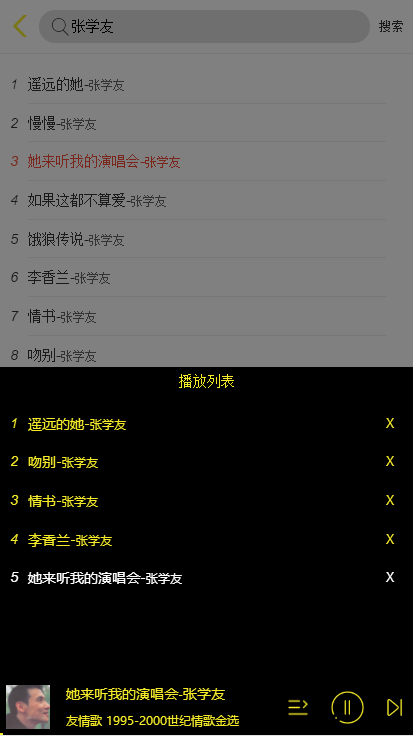 张学友 搜索
1 遥远的她-张学友
2 慢慢-张学友
3 她来听我的演唱会-张学友
4 如果这都不算爱-张学友
5 饿狼传说-张学友
6 李香兰-张学友
7 情书-张学友
8 吻别-张学友
播放列表
1 遥远的她-张学友 X
2 吻别-张学友 X
3 情书-张学友 X
4 李香兰-张学友 X
5 她来听我的演唱会-张学友 X
她来听我的演唱会-张学友
友情歌 1995-2000世纪情歌金选